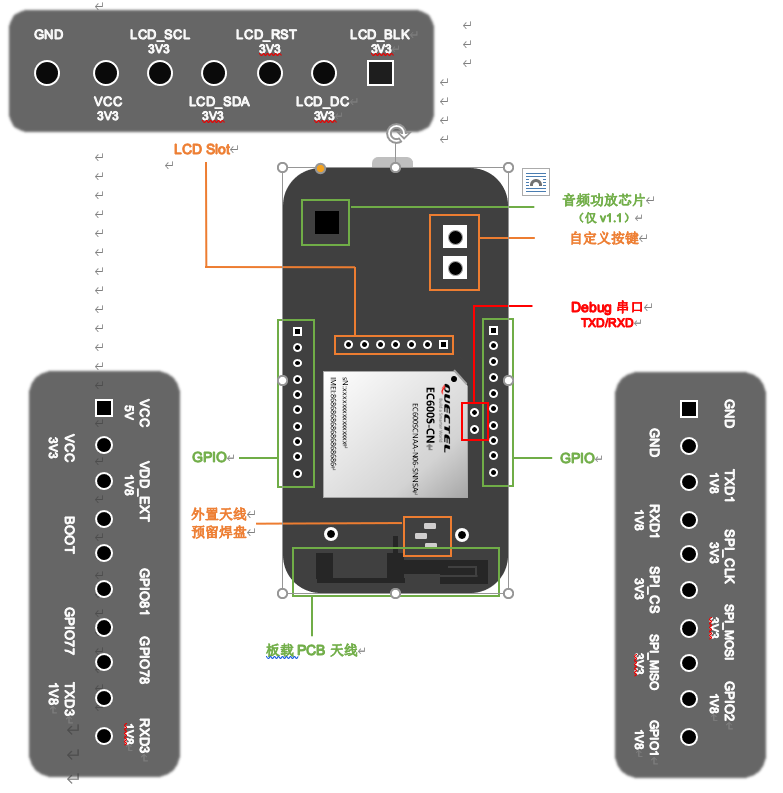 GND
LCD_SCL
3V3
LCD_RST
3V3
LCD_BLK
3V3
VCC
3V3
LCD_SDA
3V3
LCD_DC
3V3
LCD Slot
音频功放芯片
（仅 v1.1）
自定义按键
Debug 串口
TXD/RXD
QUECTEL
EC600S-CN
EC600SCNAA-N06-SNNSA
IMEI:8686868686868686
GPIO
GPIO
外置天线
预留焊盘
板载 PCB 天线
VCC
5V
VCC
3V3
VDD_EXT
1V8
BOOT
GPIO81
GPIO77
GPIO78
TXD3
1V8
RXD3
1V8
GND
GND
TXD1
1V8
RXD1
1V8
SPI_CLK
3V3
SPI_CS
3V3
SPI_MOSI
3V3
SPI_MISO
3V3
GPIO2
1V8
GPIO1
1V8